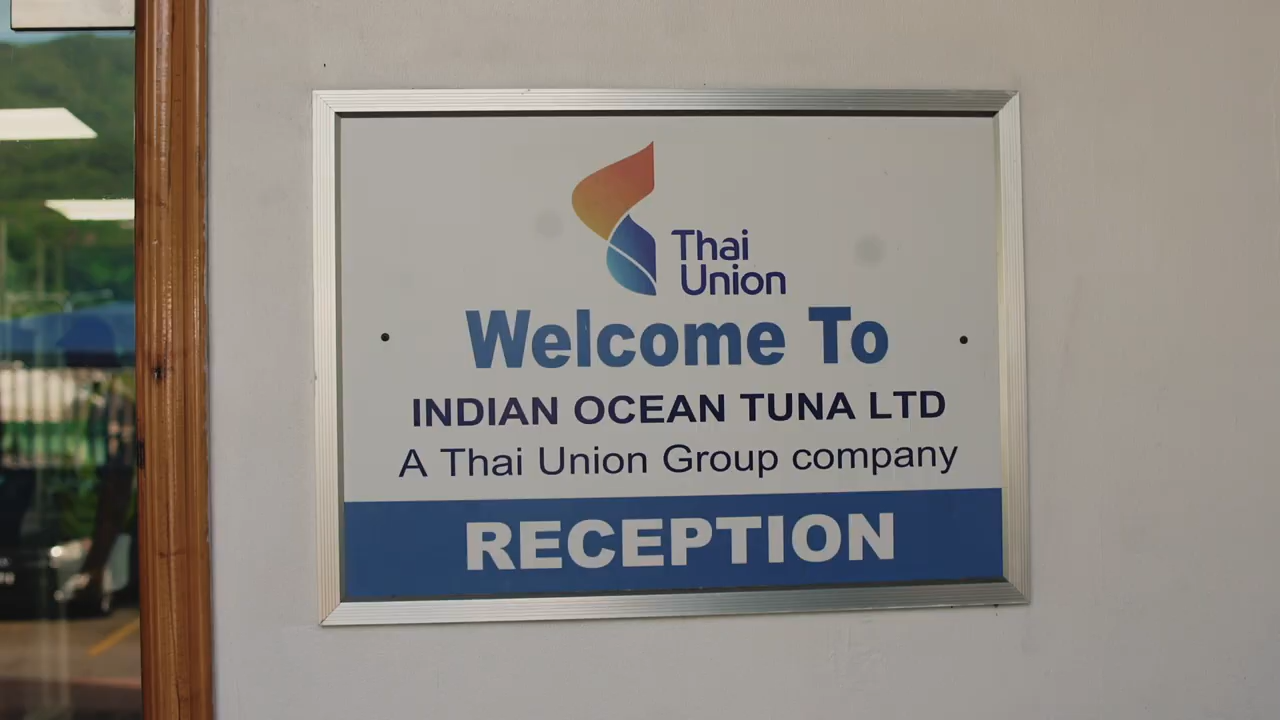 Thai
Union
Welcome To
INDIAN OCEAN TUNA LTD
A Thai Union Group company
RECEPTION